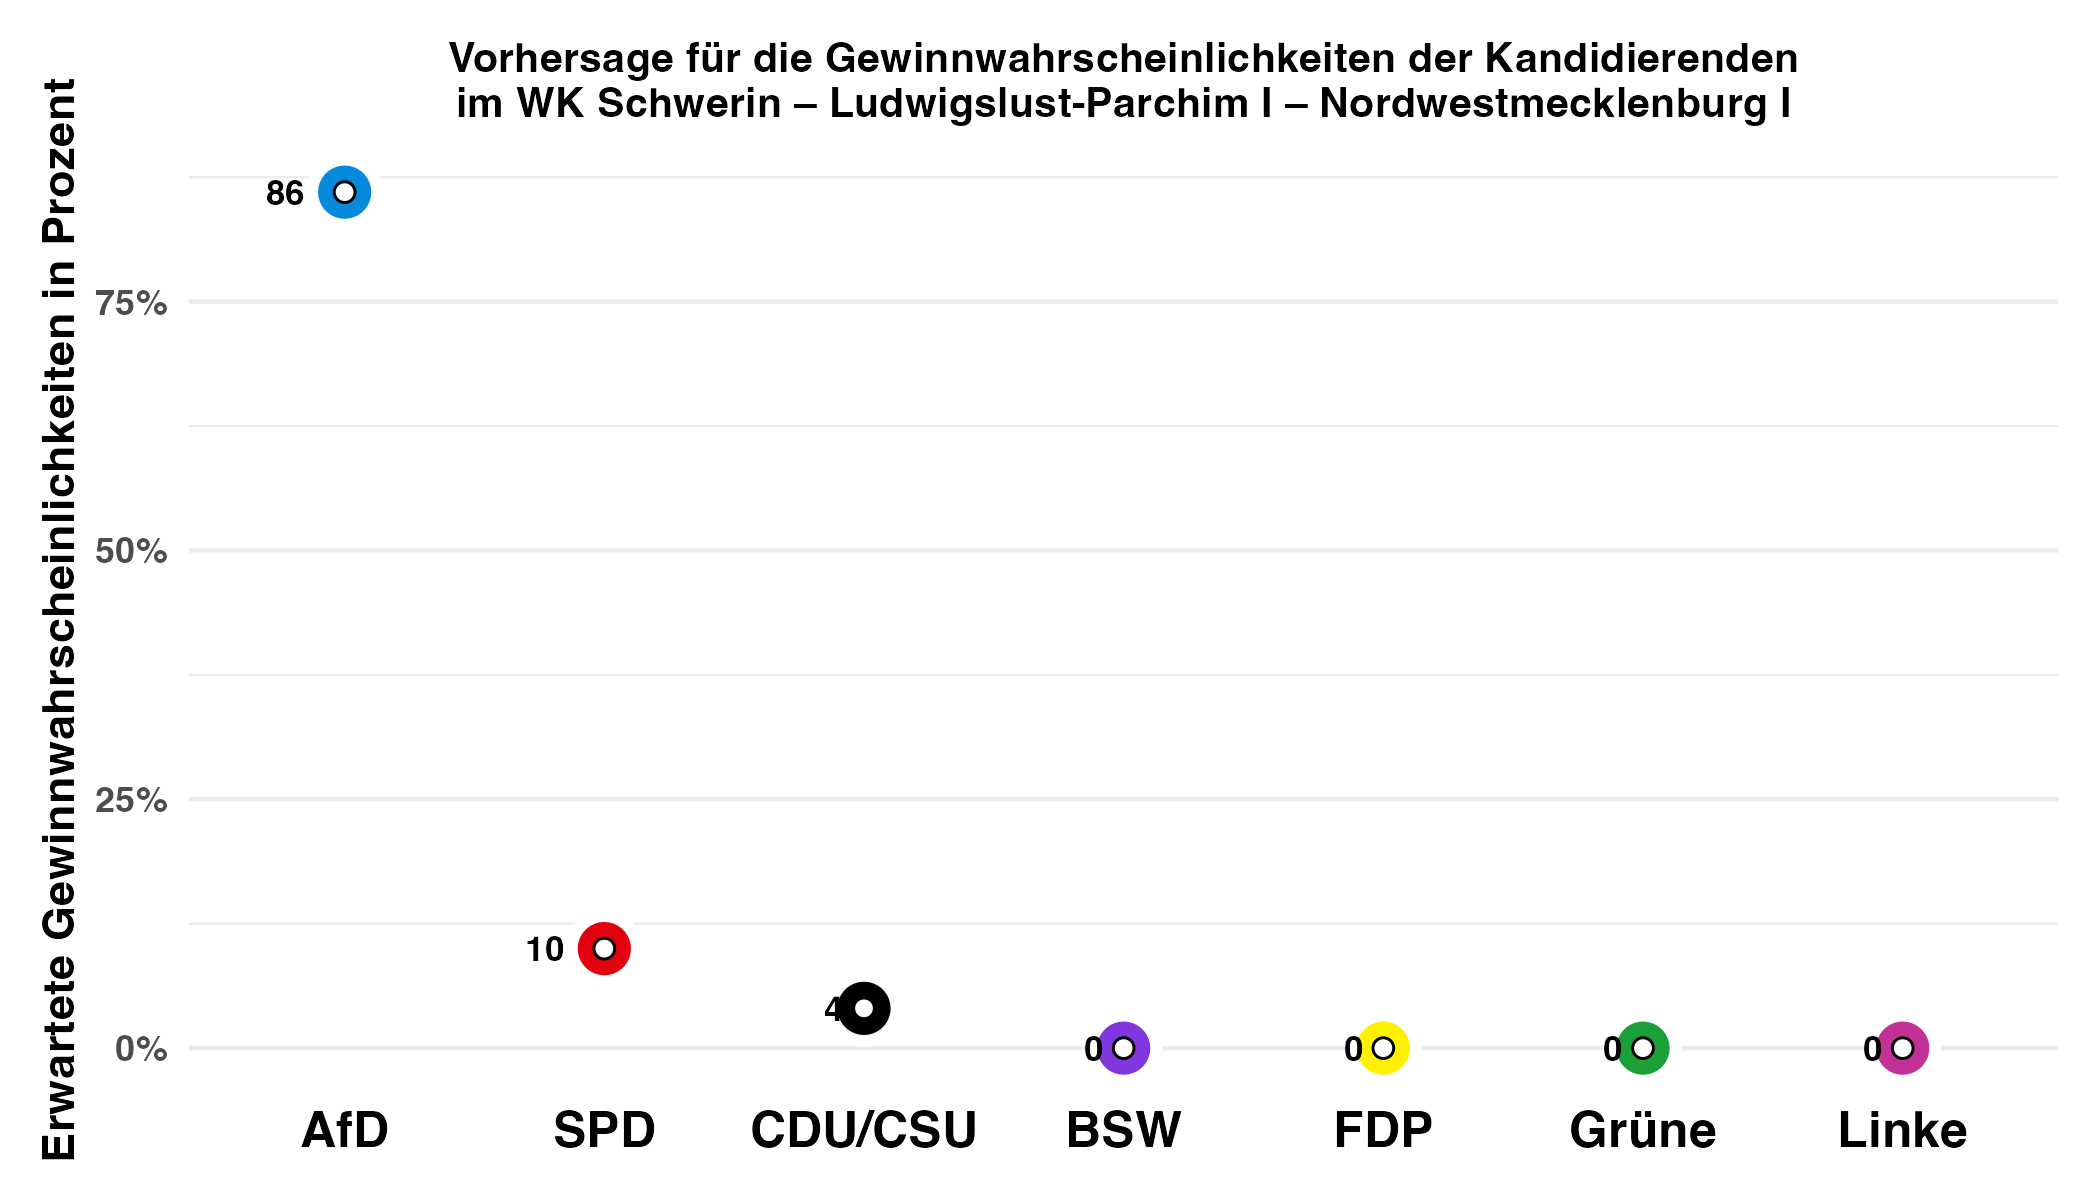 Vorhersage für die Gewinnwahrscheinlichkeiten der Kandidierenden
im WK Schwerin – Ludwigslust-Parchim I – Nordwestmecklenburg I
Erwartete Gewinnwahrscheinlichkeiten in Prozent
75%
50%
25%
0%
86
10
4
0
0
0
0
AfD
SPD
CDU/CSU
BSW
FDP
Grüne
Linke